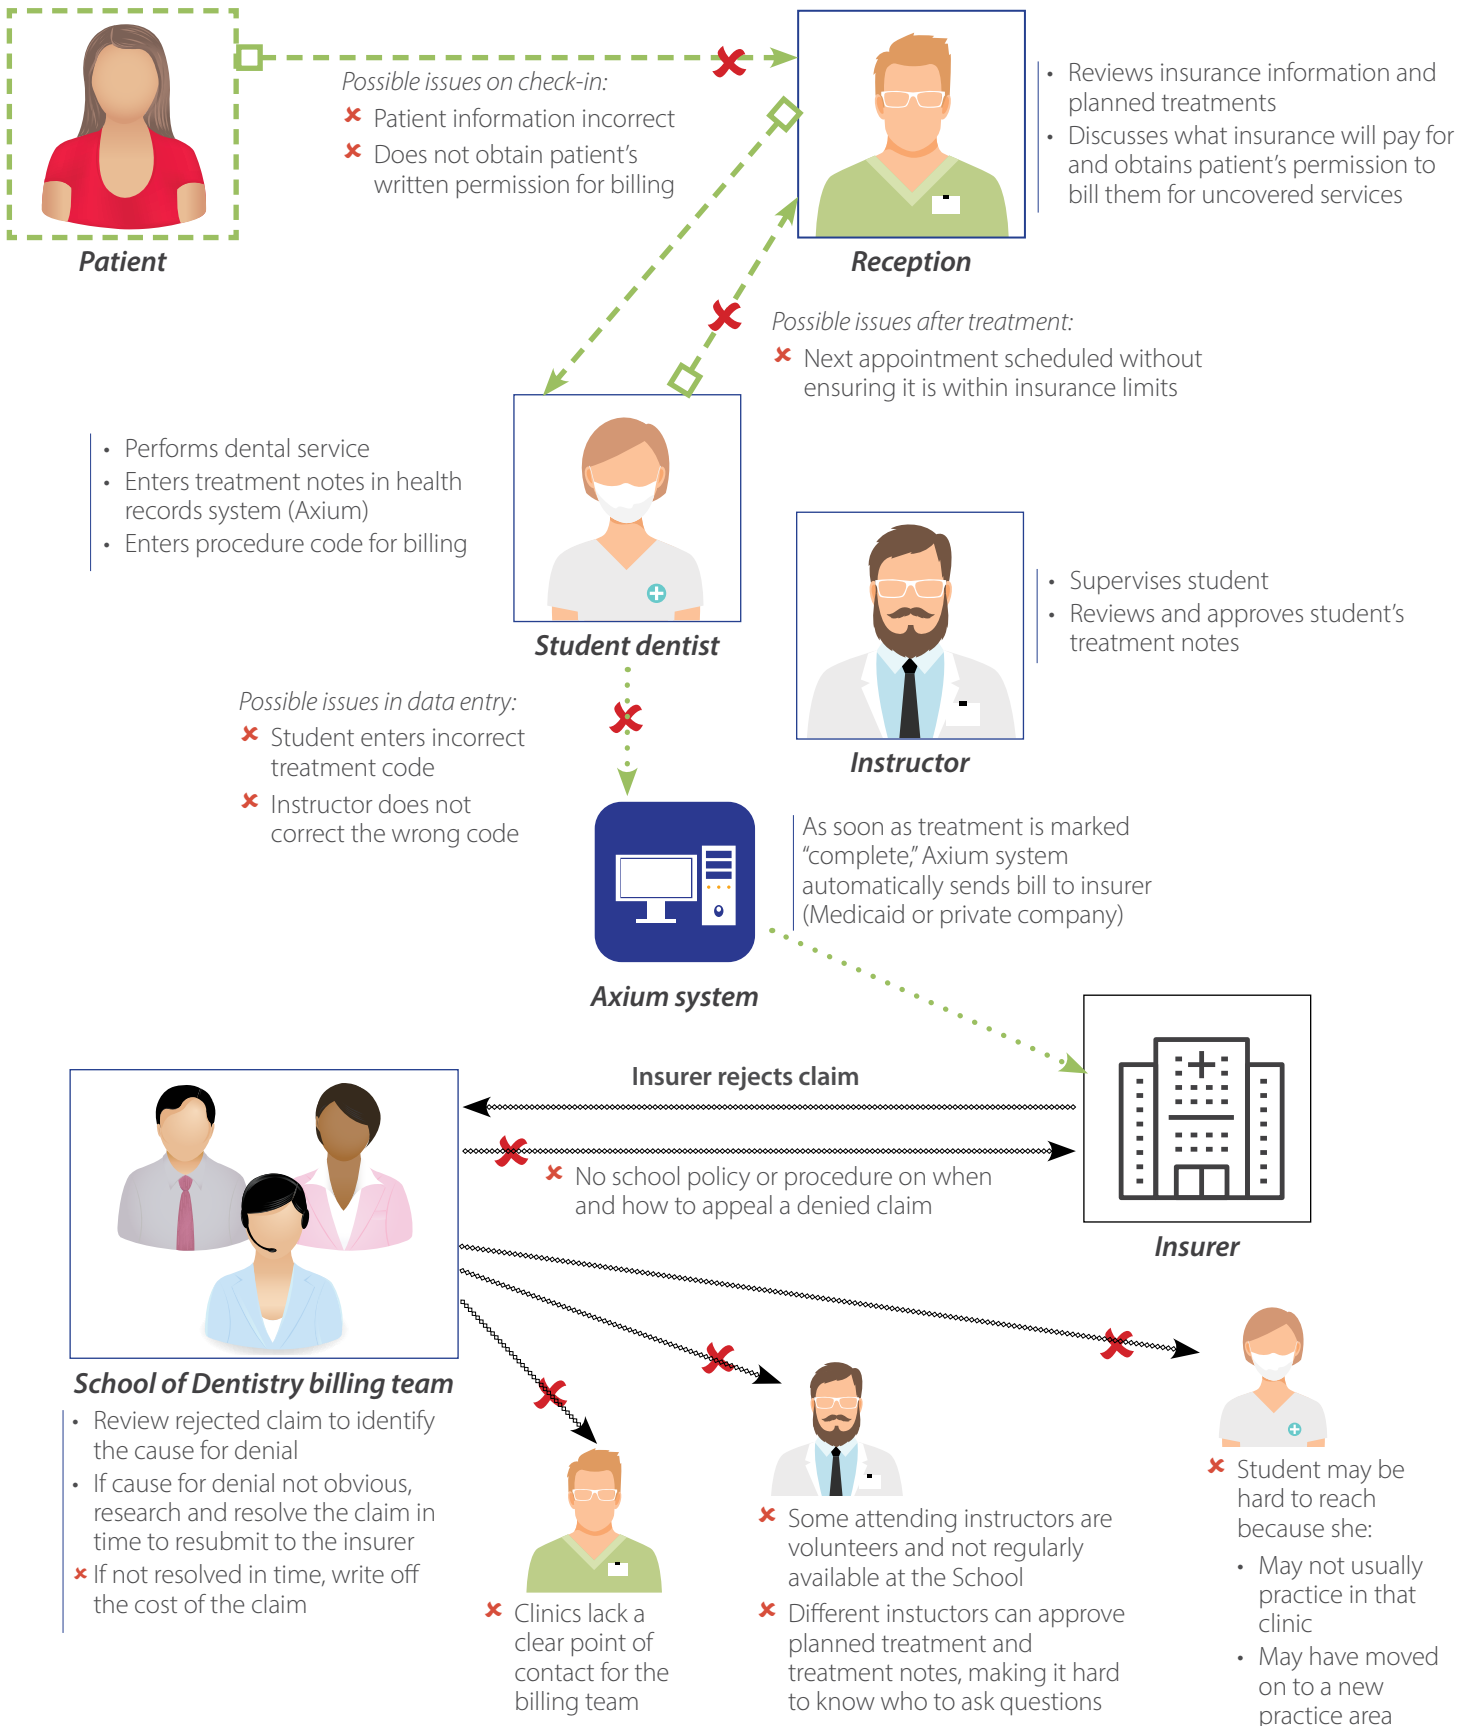 Possible issues on check-in:
✘ Patient information incorrect
✘ Does not obtain patient's
written permission for billing
Patient
Reception
• Reviews insurance information and
planned treatments
• Discusses what insurance will pay for
and obtains patient's permission to
bill them for uncovered services
Possible issues after treatment:
✘ Next appointment scheduled without
ensuring it is within insurance limits
• Performs dental service
• Enters treatment notes in health
records system (Axium)
• Enters procedure code for billing
Student dentist
• Supervises student
• Reviews and approves student's
treatment notes
Instructor
Possible issues in data entry:
✘ Student enters incorrect
treatment code
✘ Instructor does not
correct the wrong code
As soon as treatment is marked
“complete,” Axium system
automatically sends bill to insurer
(Medicaid or private company)
Axium system
Insurer rejects claim
✘ No school policy or procedure on when
and how to appeal a denied claim
Insurer
School of Dentistry billing team
• Review rejected claim to identify
the cause for denial
• If cause for denial not obvious,
research and resolve the claim in
time to resubmit to the insurer
✘ If not resolved in time, write off
the cost of the claim
✘ Clinics lack a
clear point of
contact for the
billing team
✘ Some attending instructors are
volunteers and not regularly
available at the School
✘ Different instuctors can approve
planned treatment and
treatment notes, making it hard
to know who to ask questions
✘ Student may be
hard to reach
because she:
• May not usually
practice in that
clinic
• May have moved
on to a new
practice area